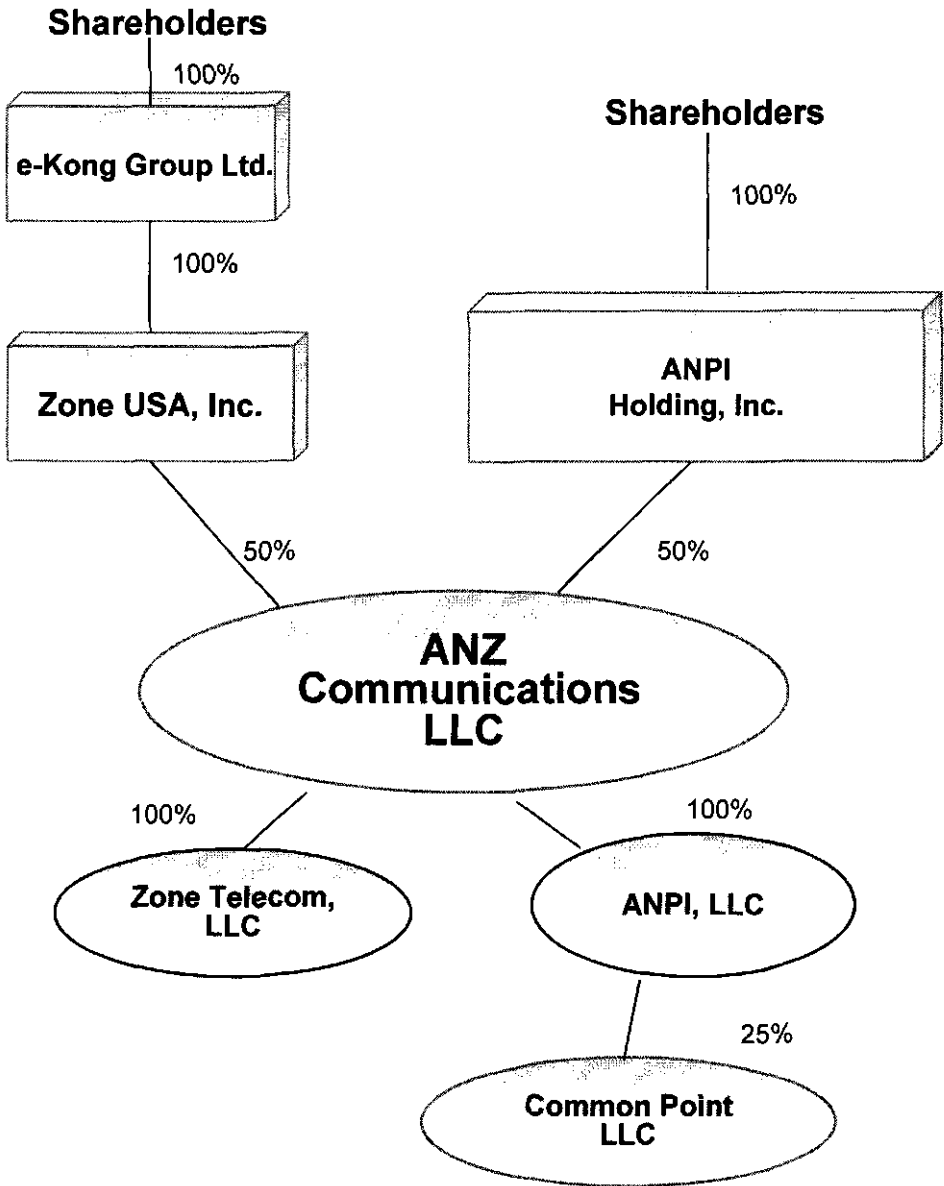 Shareholders
100%
e-Kong Group Ltd.
100%
Zone USA, Inc.
Shareholders
100%
ANPI
Holding, Inc.
50%
50%
ANZ
Communications
LLC
100%
100%
Zone Telecom,
LLC
ANPI, LLC
25%
Common Point
LLC